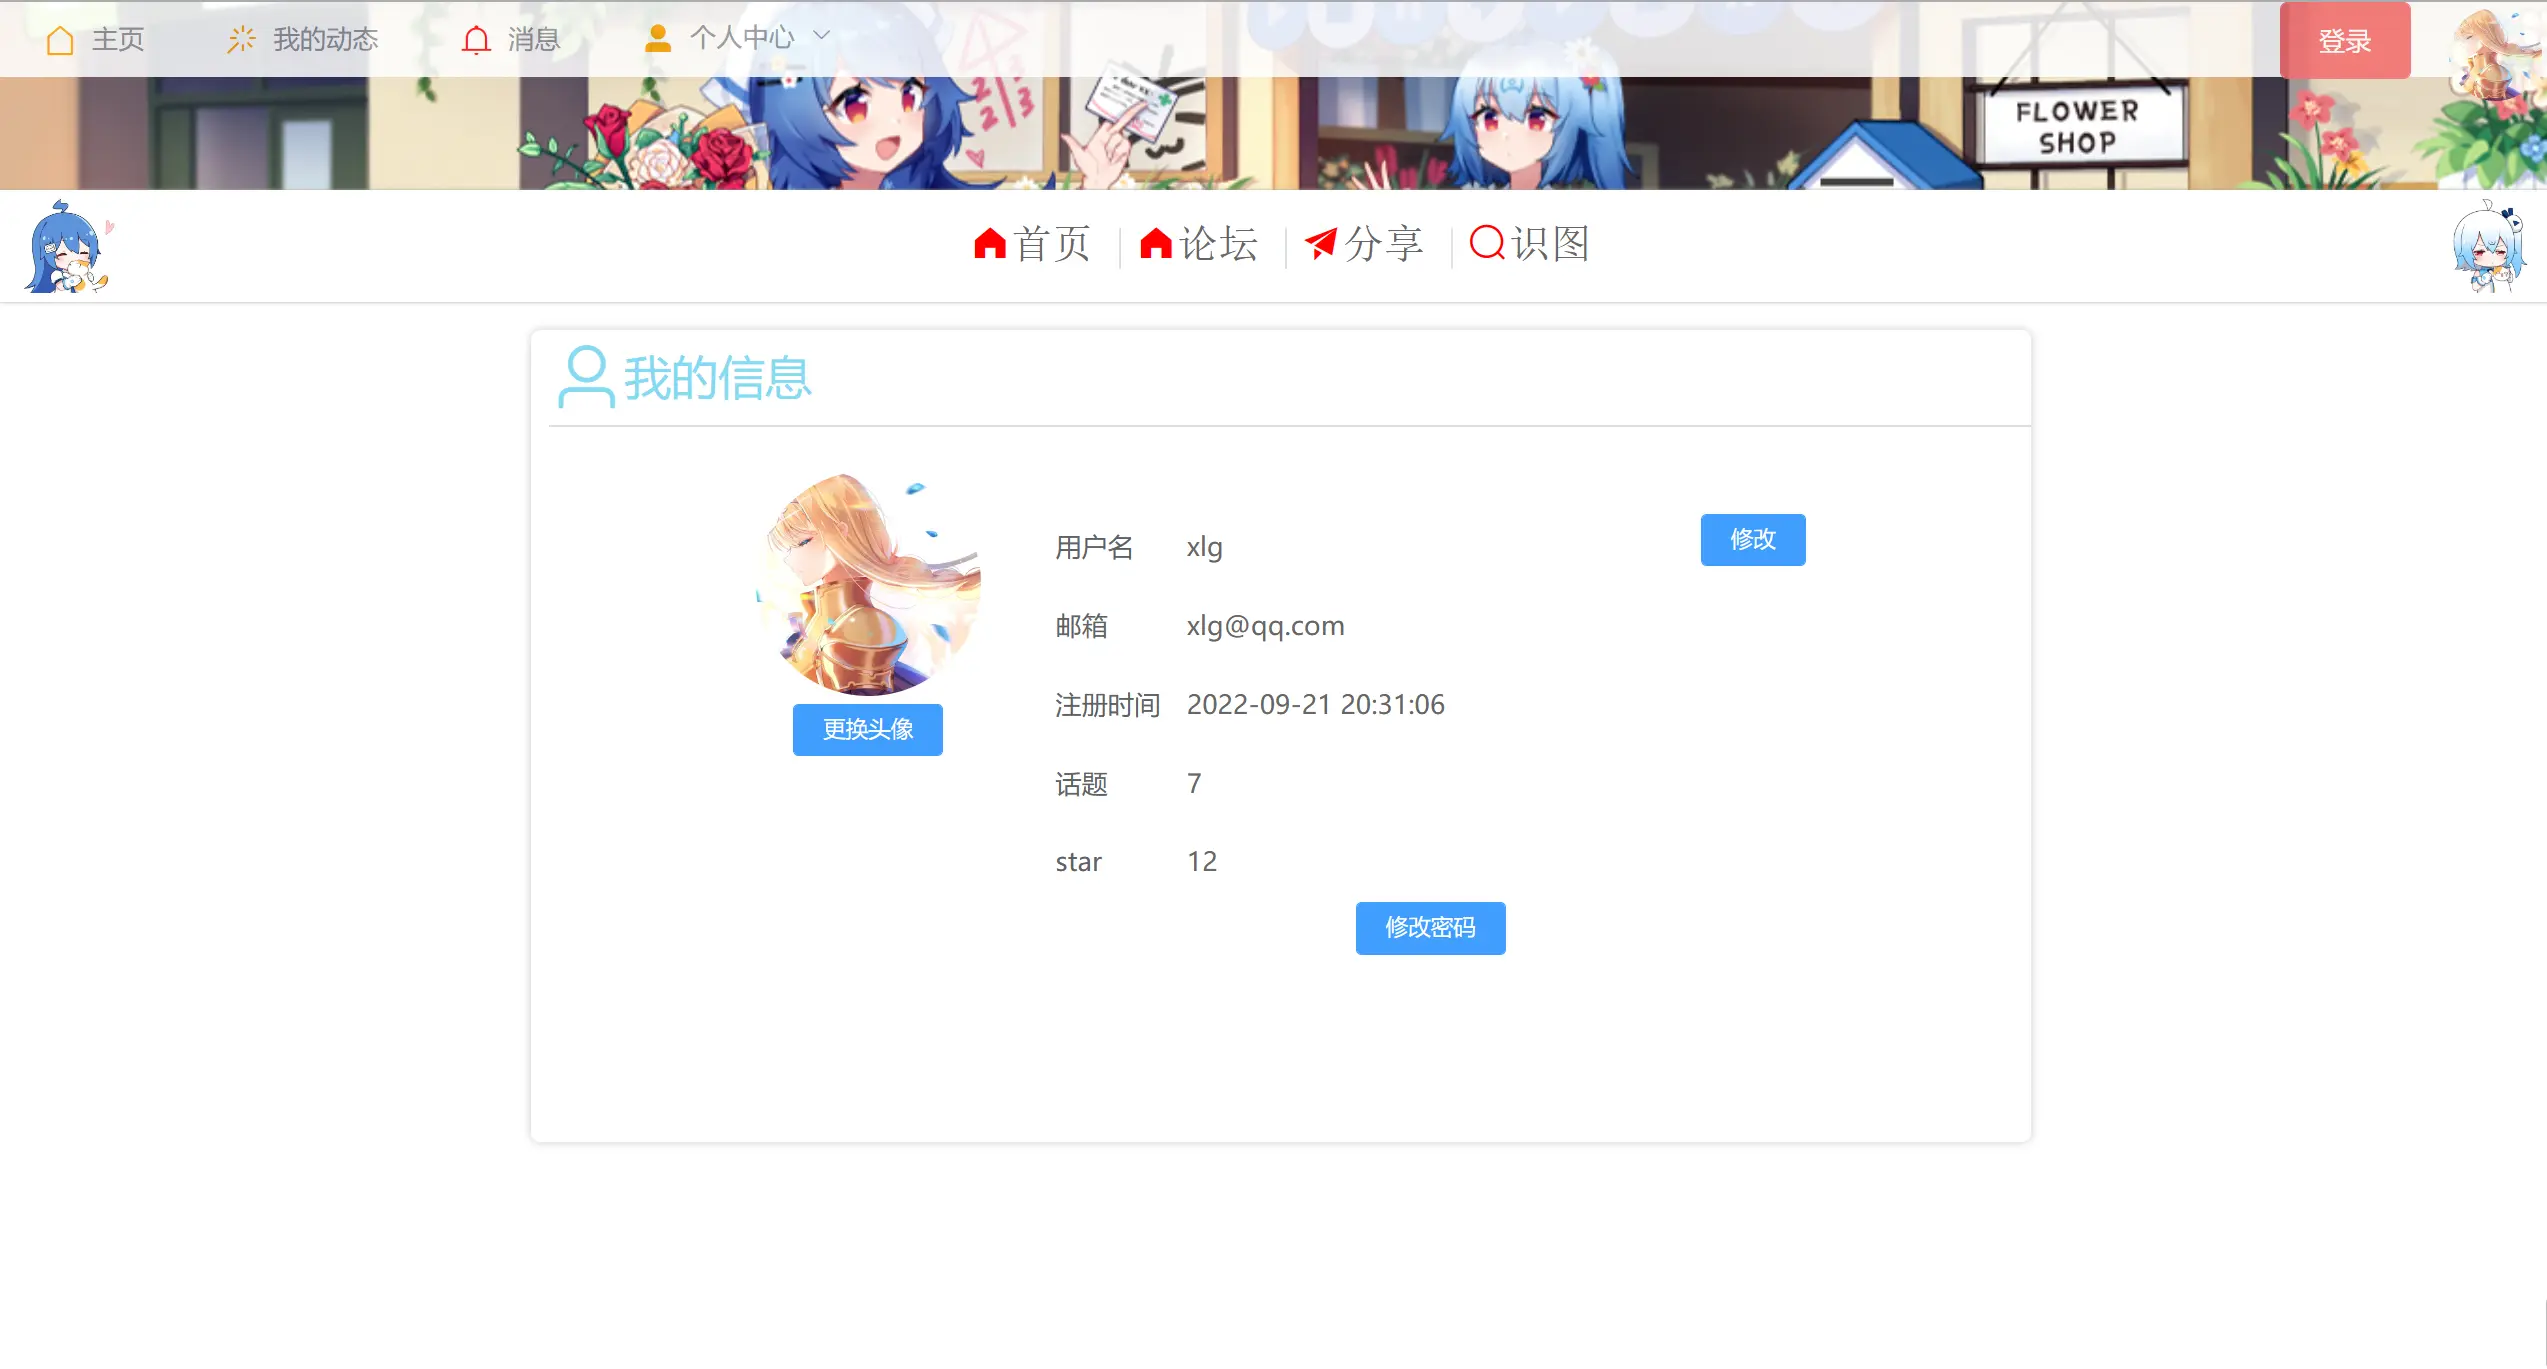 主页 我的动态 消息 个人中心 登录
FLOWER
SHOP
首页 论坛 分享 识图
我的信息
用户名 xlg 修改
邮箱 xlg@qq.com
注册时间 2022-09-21 20:31:06
更换头像
话题 7
star 12
修改密码